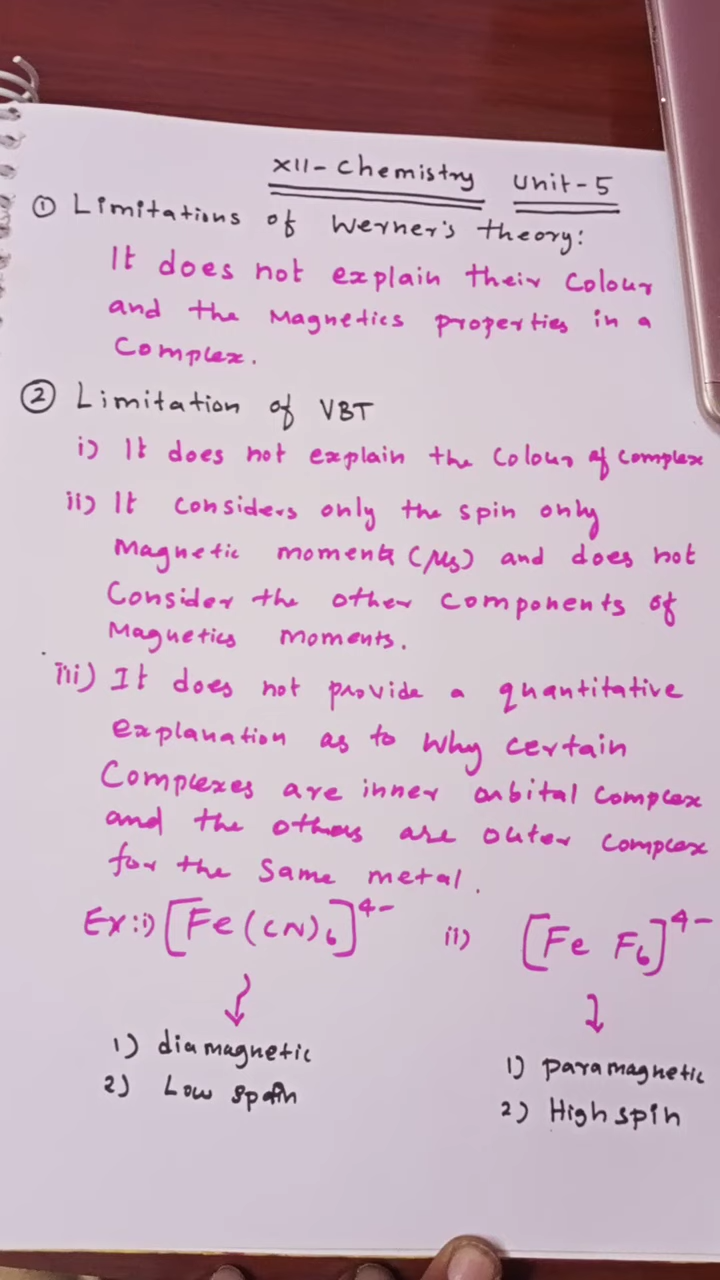 XII - Chemistry Unit - 5
① Limitations of Werner's theory:
It does not explain their colour
and the Magnetics properties in a
Complex.
② Limitation of VBT
i) It does not explain the colour of complex
ii) It considers only the spin only
Magnetic moments (μs) and does not
Consider the other components of
Magnetics moments.
iii) It does not provide a quantitative
explanation as to why certain
Complexes are inner orbital complex
and the others are outer complex
for the same metal.
Ex: i) [Fe(CN)6]4- ii) [Fe F6]4-
1) diamagnetic
1) paramagnetic
2) Low spin
2) High spin